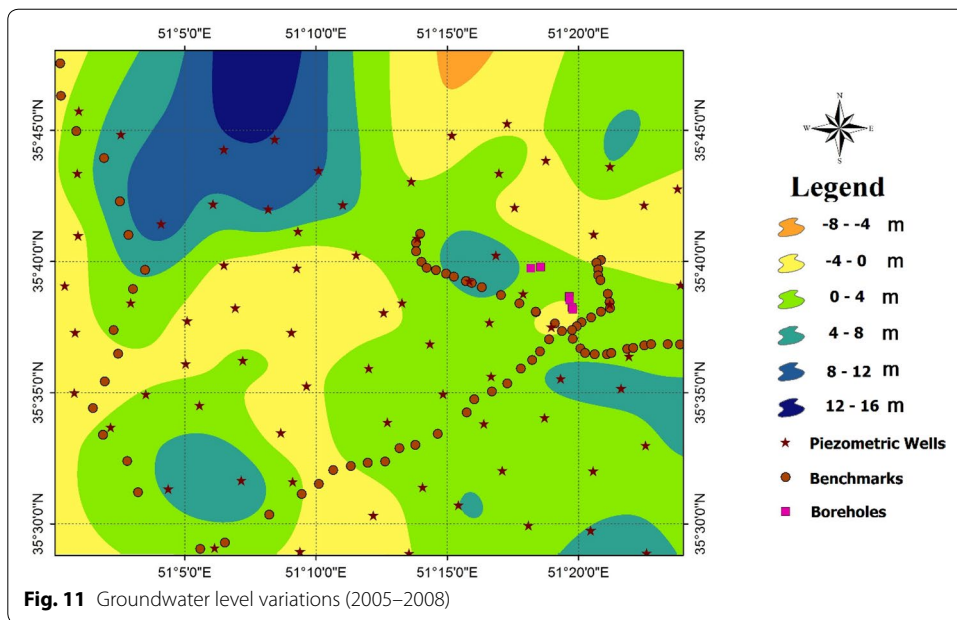 51°5'0"E 51°10'0"E 51°15'0"E 51°20'0"E
35°45'0"N 35°45'0"N
35°40'0"N 35°40'0"N
35°35'0"N 35°35'0"N
35°30'0"N 35°30'0"N
51°5'0"E 51°10'0"E 51°15'0"E 51°20'0"E
N
W E
S
Legend
-8 - -4 m
-4 - 0 m
0 - 4 m
4 - 8 m
8 - 12 m
12 - 16 m
Piezometric Wells
Benchmarks
Boreholes
Fig. 11 Groundwater level variations (2005–2008)